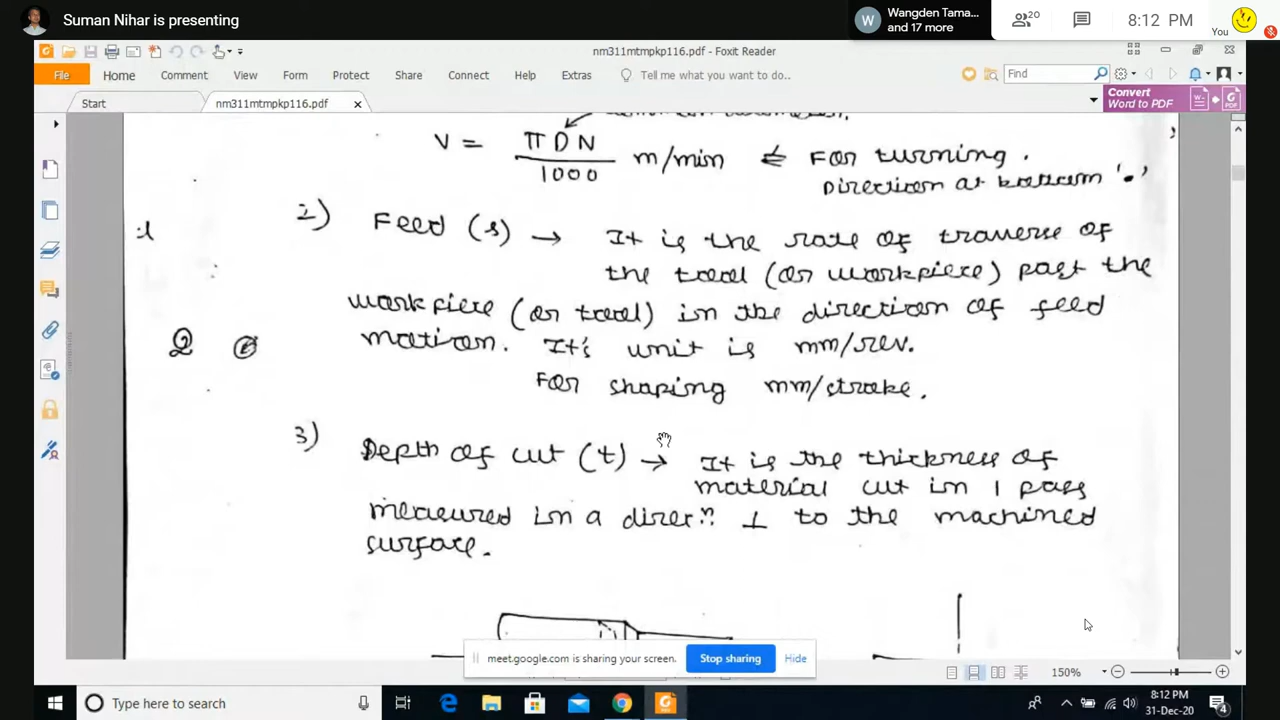 Suman Nihar is presenting
W
Wangden Tama...
and 17 more
20
8:12 PM
You
nm311mtmpkp116.pdf - Foxit Reader
File Home Comment View Form Protect Share Connect Help Extras Tell me what you want to do.. Find
Start nm311mtmpkp116.pdf
Convert
Word to PDF
V = πDN/1000 m/min ⇐ For turning.
Direction at bottom '.'
2) Feed (s) → It is the rate of traverse of
the tool (or workpiece) past the
workpiece (or tool) in the direction of feed
motion. It's unit is mm/rev.
For shaping mm/stroke.
3) Depth of cut (t) → It is the thickness of
material cut in 1 pass
measured in a direcⁿ ⊥ to the machined
surface.
meet.google.com is sharing your screen. Stop sharing Hide
150%
Type here to search
8:12 PM
31-Dec-20
4